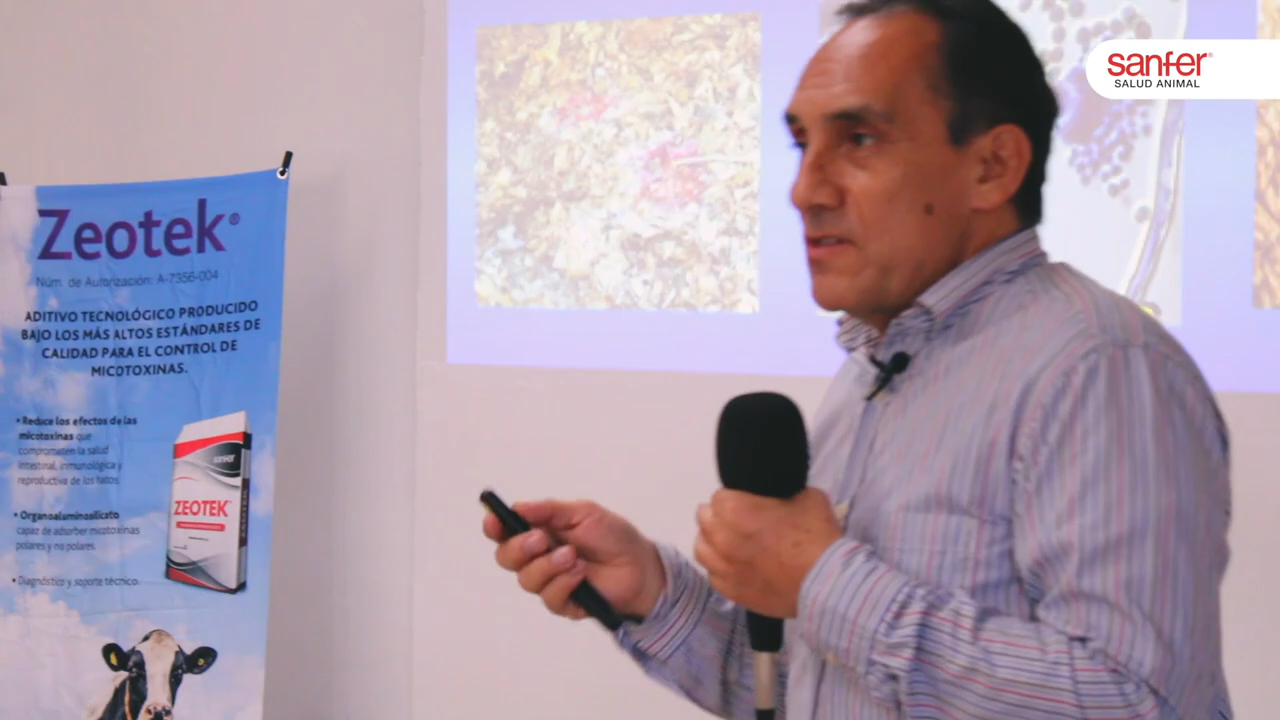 sanfer®
SALUD ANIMAL
Zeotek®
Núm. de Autorización: A-7356-004
ADITIVO TECNOLÓGICO PRODUCIDO
BAJO LOS MÁS ALTOS ESTÁNDARES DE
CALIDAD PARA EL CONTROL DE
MICOTOXINAS.
• Reduce los efectos de las
micotoxinas que
comprometen la salud
intestinal, inmunológica y
reproductiva de los hatos.
• Organoaluminosilicato
capaz de adsorber micotoxinas
polares y no polares.
• Diagnóstico y soporte técnico.
sanfer
ZEOTEK